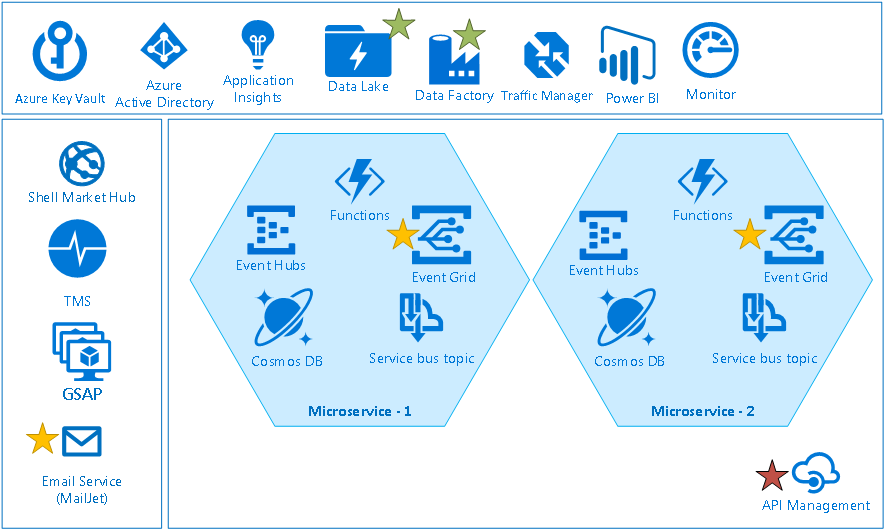 Azure Key Vault
Azure
Active Directory
Application
Insights
Data Lake
Data Factory
Traffic Manager
Power BI
Monitor
Shell Market Hub
TMS
GSAP
Email Service
(MailJet)
Functions
Event Hubs
Event Grid
Cosmos DB
Service bus topic
Microservice - 1
Functions
Event Hubs
Event Grid
Cosmos DB
Service bus topic
Microservice - 2
API Management